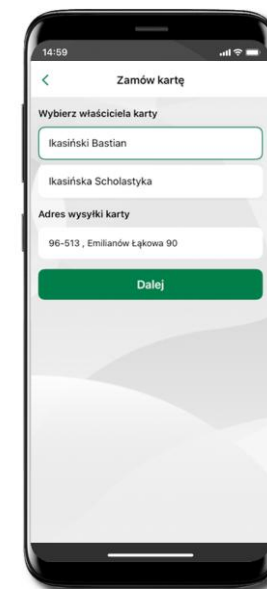 14:59
Zamów kartę
Wybierz właściciela karty
Ikasiński Bastian
Ikasińska Scholastyka
Adres wysyłki karty
96-513 , Emilianów Łąkowa 90
Dalej